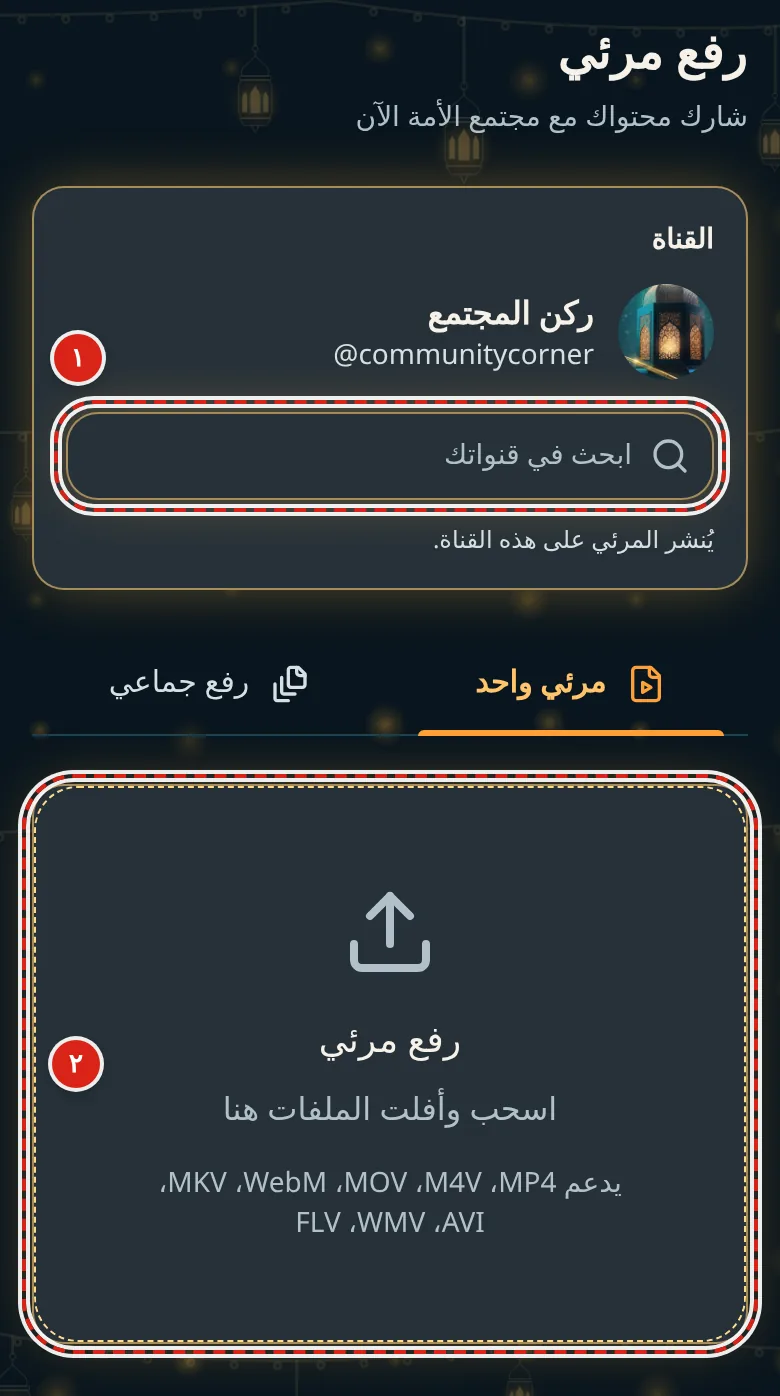 رفع مرئي
شارك محتواك مع مجتمع الأمة الآن
القناة
ركن المجتمع
@communitycorner
١
ابحث في قنواتك
يُنشر المرئي على هذه القناة.
مرئي واحد
رفع جماعي
رفع مرئي
٢
اسحب وأفلت الملفات هنا
يدعم MP4، M4V، MOV، WebM، MKV،
AVI، WMV، FLV